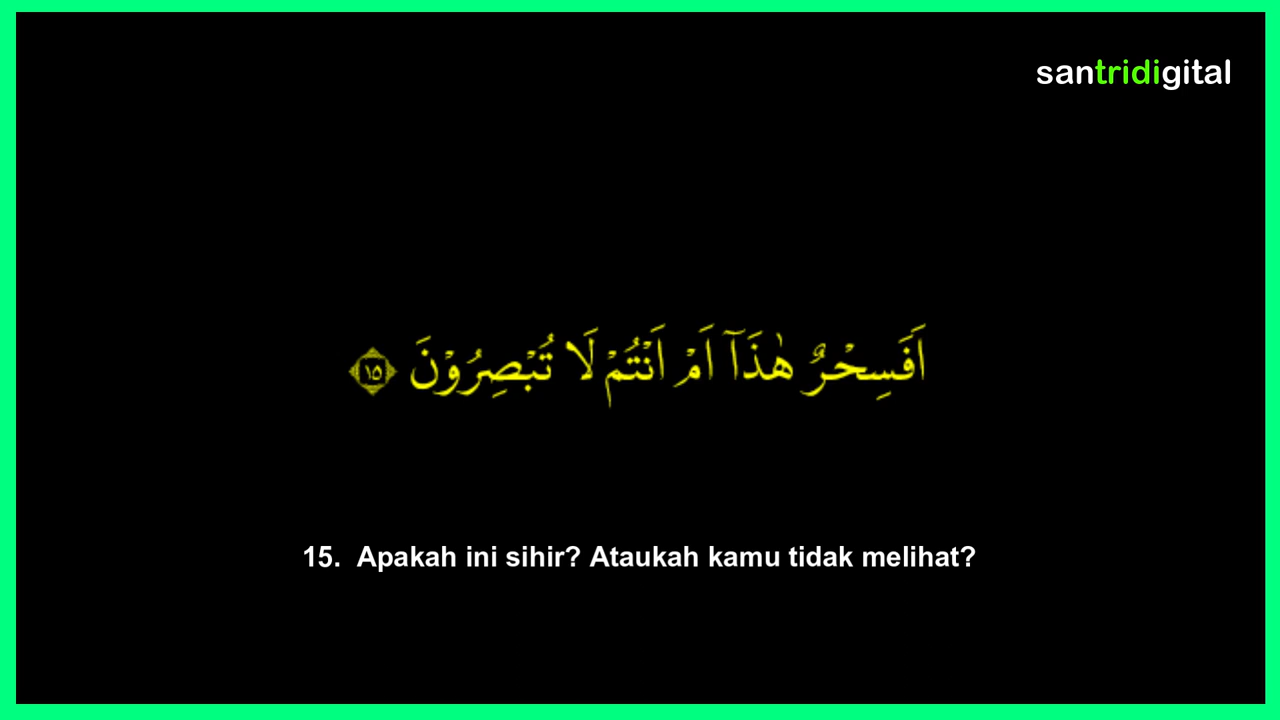 santridigital
اَفَسِحْرٌ هٰذَآ اَمْ اَنْتُمْ لَا تُبْصِرُوْنَ ١٥
15. Apakah ini sihir? Ataukah kamu tidak melihat?